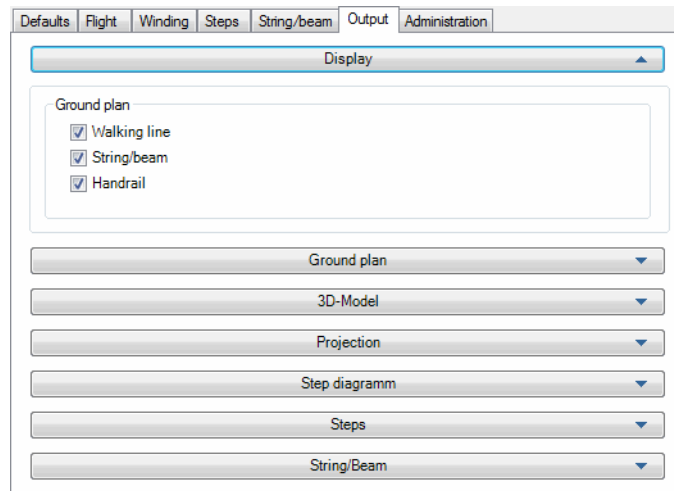 Defaults Flight Winding Steps String/beam Output Administration
Display
Ground plan
Walking line
String/beam
Handrail
Ground plan
3D-Model
Projection
Step diagramm
Steps
String/Beam